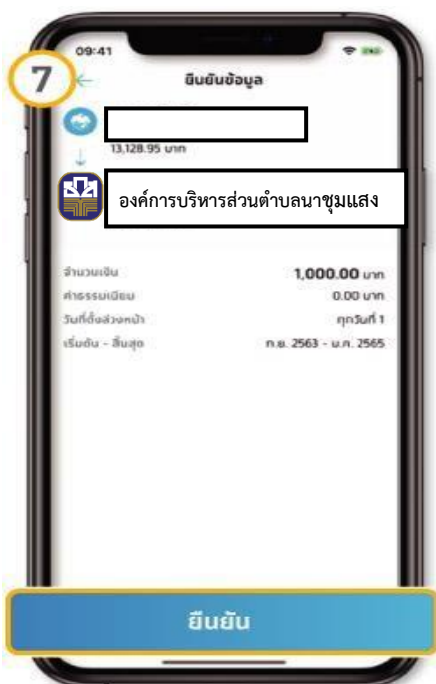 09:41
7
ยืนยันข้อมูล
13,128.95 บาท
องค์การบริหารส่วนตำบลนาชุมแสง
จำนวนเงิน 1,000.00 บาท
ค่าธรรมเนียม 0.00 บาท
วันที่ตั้งล่วงหน้า ทุกวันที่ 1
เริ่มต้น - สิ้นสุด ก.ย. 2563 - ม.ค. 2565
ยืนยัน